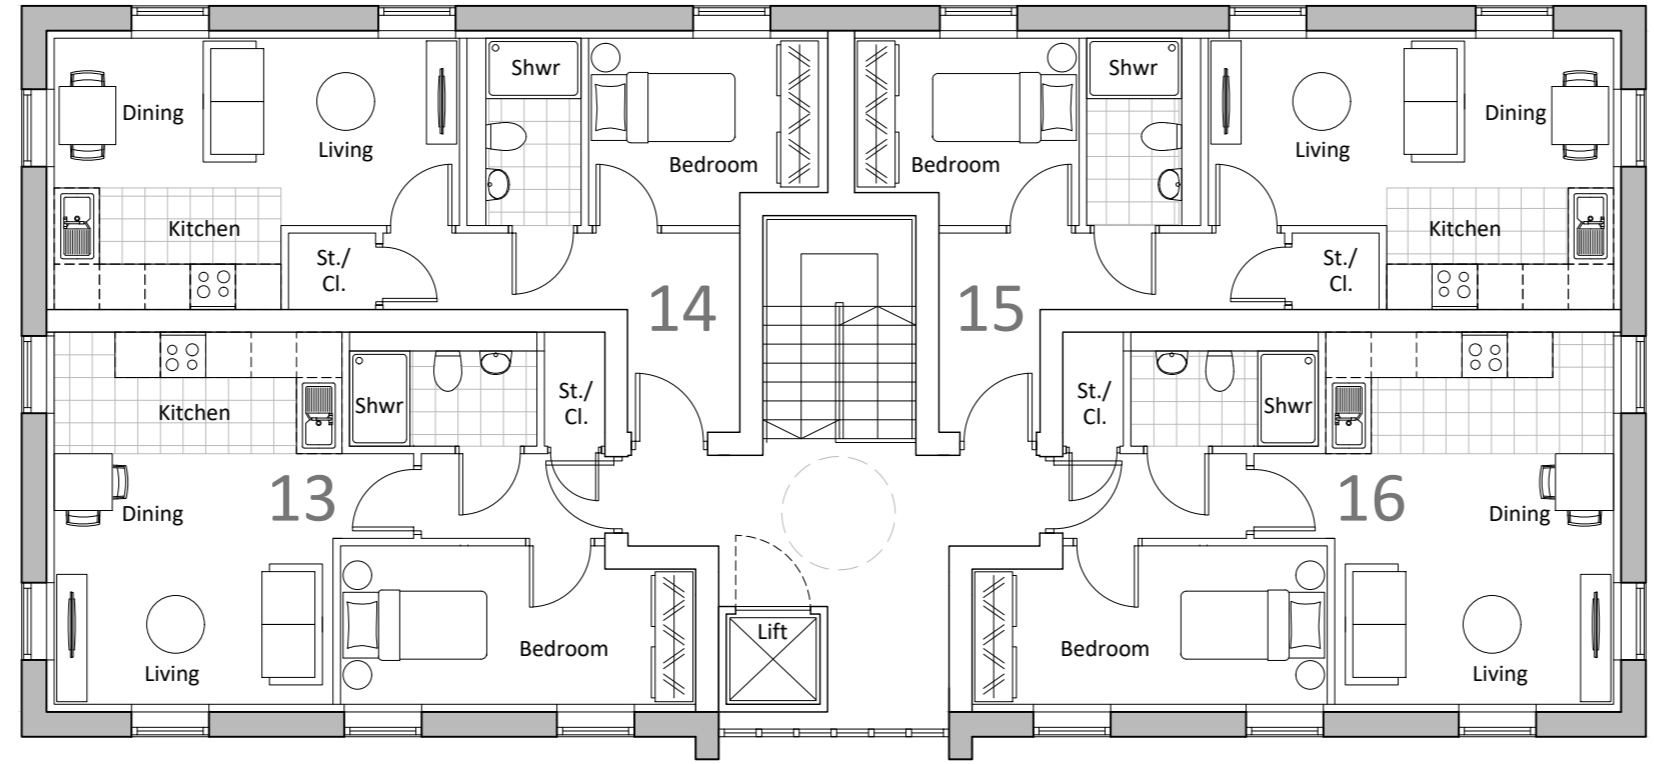 Dining
Living
Kitchen
St./
Cl.
Shwr
Bedroom
14
Bedroom
Shwr
Living
Dining
Kitchen
St./
Cl.
15
Kitchen
Shwr
St./
Cl.
13
Dining
Living
Bedroom
Lift
St./
Cl.
Shwr
16
Dining
Bedroom
Living